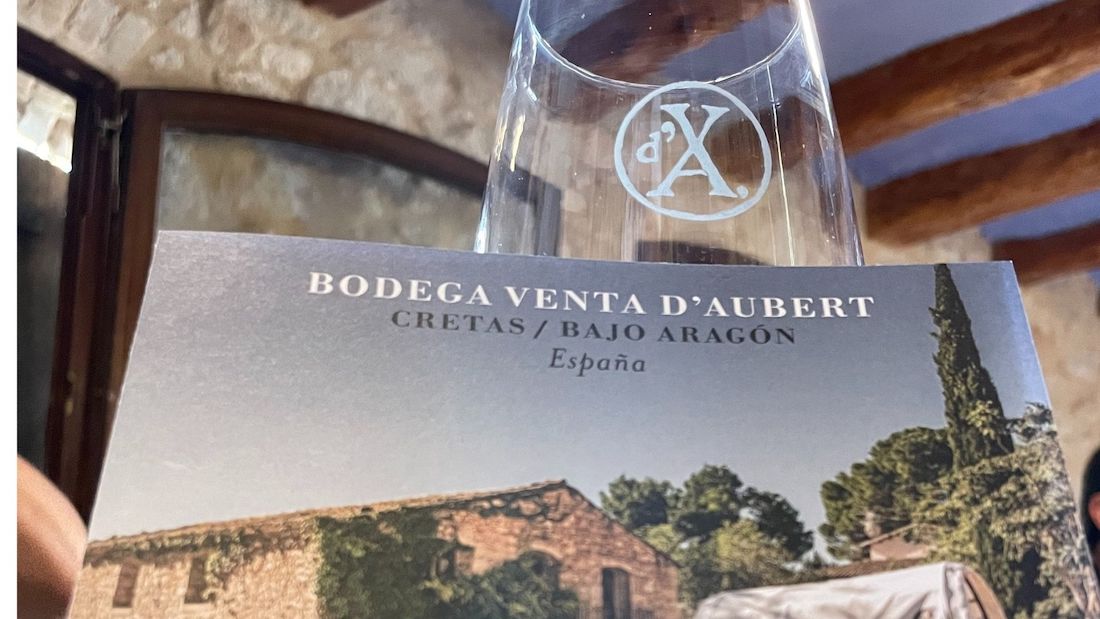 d'X.
BODEGA VENTA D'AUBERT
CRETAS / BAJO ARAGÓN
España